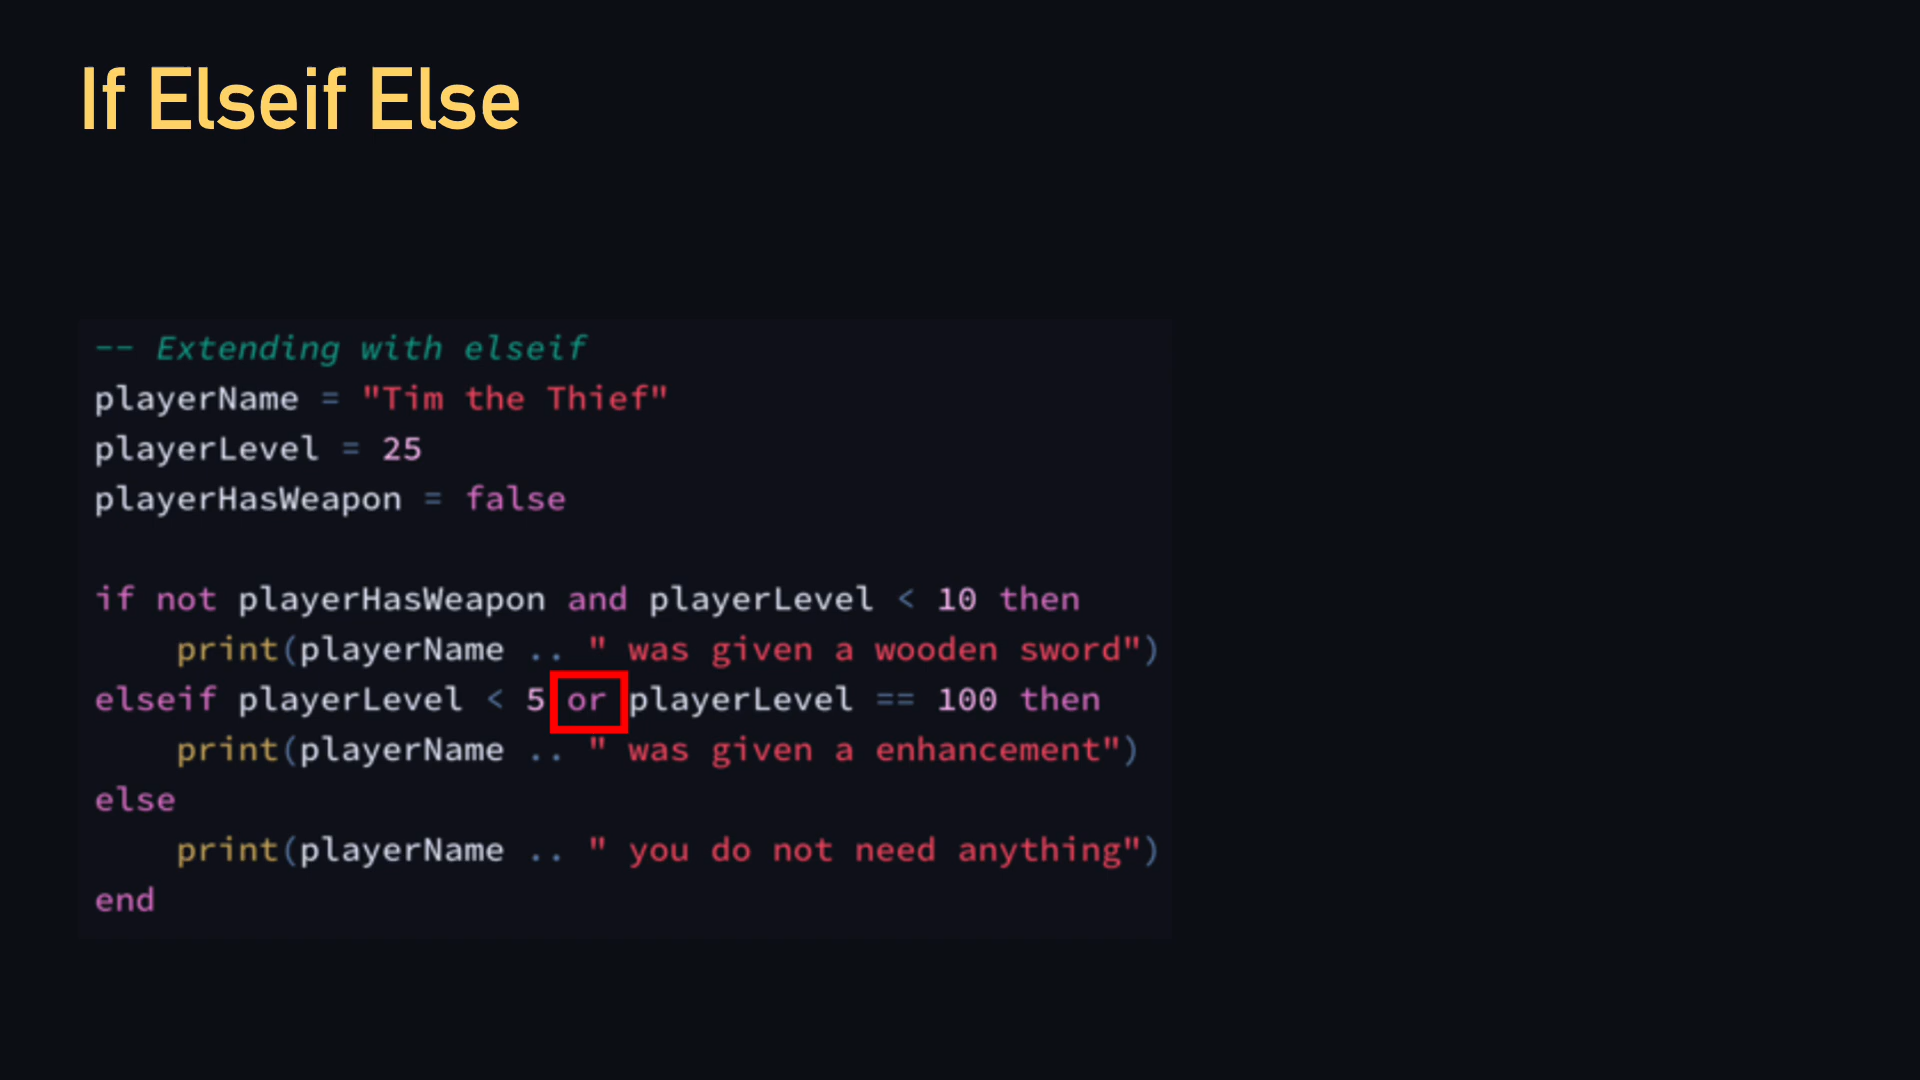 If Elseif Else
-- Extending with elseif
playerName = "Tim the Thief"
playerLevel = 25
playerHasWeapon = false
if not playerHasWeapon and playerLevel < 10 then
    print(playerName .. " was given a wooden sword")
elseif playerLevel < 5 or playerLevel == 100 then
    print(playerName .. " was given a enhancement")
else
    print(playerName .. " you do not need anything")
end